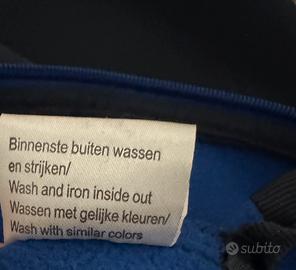 Binnenste buiten wassen
en strijken/
Wash and iron inside out
Wassen met gelijke kleuren/
Wash with similar colors
subito